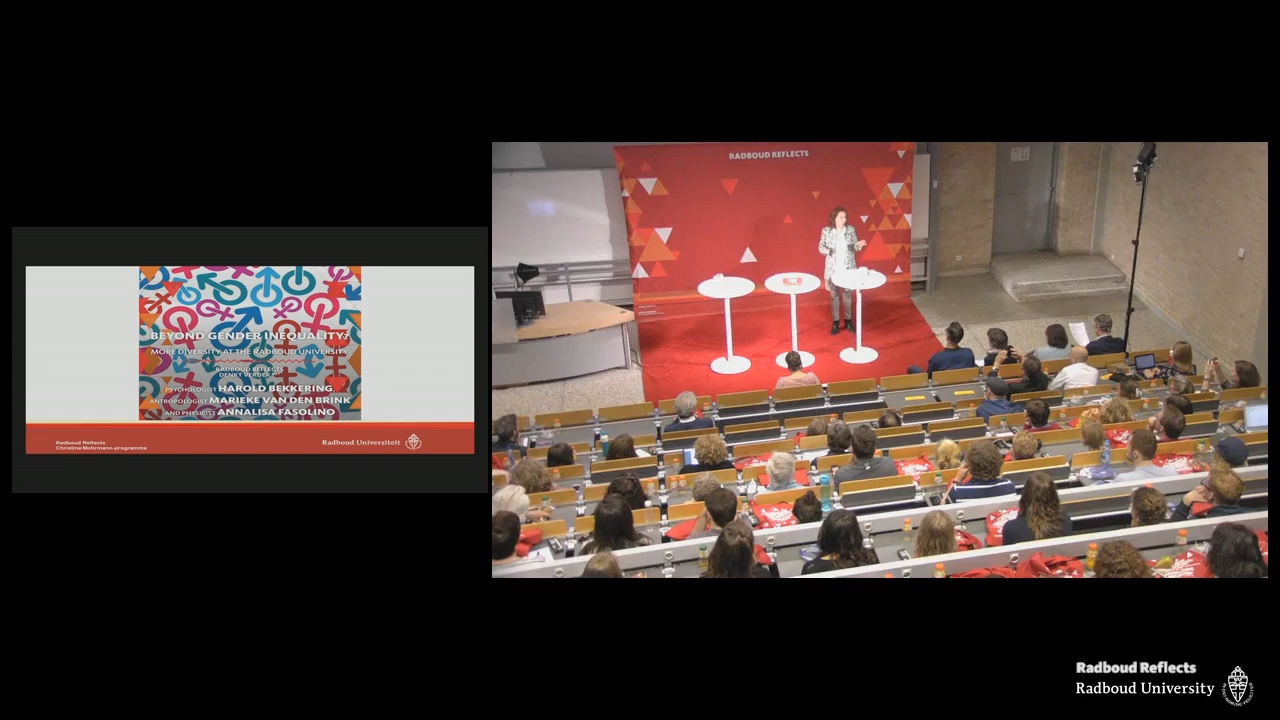 BEYOND GENDER INEQUALITY?
MORE DIVERSITY AT THE RADBOUD UNIVERSITY
RADBOUD REFLECTS
DENKT VERDER
PSYCHOLOGIST HAROLD BEKKERING
ANTROPOLOGIST MARIEKE VAN DEN BRINK
AND PHYSICIST ANNALISA FASOLINO
Radboud Reflects
Christine Mohrmann-programma
Radboud Universiteit
RADBOUD REFLECTS
Radboud Reflects
Radboud University